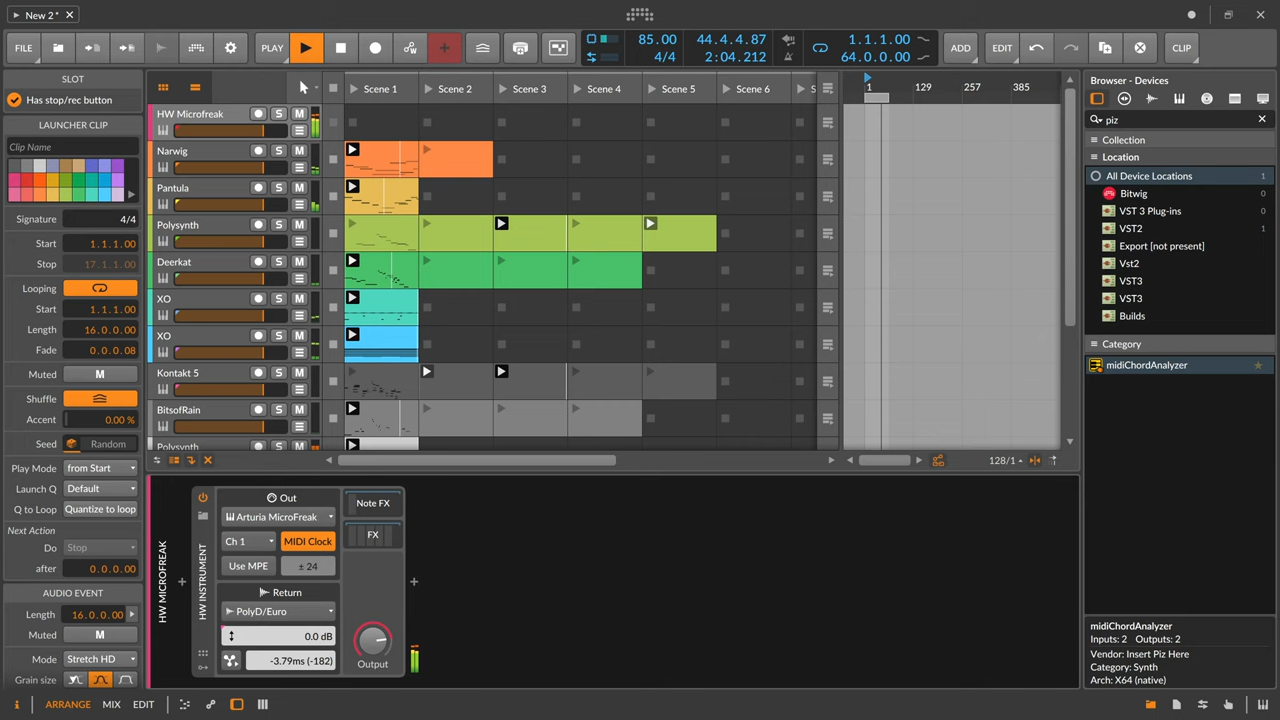 New 2*
FILE
PLAY
85.00
4/4
44.4.4.87
2:04.212
1.1.1.00
64.0.0.00
ADD
EDIT
CLIP
SLOT
Has stop/rec button
LAUNCHER CLIP
Clip Name
Signature 4/4
Start 1.1.1.00
Stop 17.1.1.00
Looping
Start 1.1.1.00
Length 16.0.0.00
Fade 0.0.0.08
Muted M
Shuffle
Accent 0.00 %
Seed Random
Play Mode from Start
Launch Q Default
Q to Loop Quantize to loop
Next Action
Do Stop
after 0.0.0.00
AUDIO EVENT
Length 16.0.0.00
Muted M
Mode Stretch HD
Grain size
Scene 1 Scene 2 Scene 3 Scene 4 Scene 5 Scene 6 S
HW Microfreak S M
Narwig S M
Pantula S M
Polysynth S M
Deerkat S M
XO S M
XO S M
Kontakt 5 S M
BitsofRain S M
Polysynth
1 129 257 385
128/1
HW MICROFREAK
HW INSTRUMENT
Out
Arturia MicroFreak
Ch 1 MIDI Clock
Use MPE ± 24
Return
PolyD/Euro
0.0 dB
-3.79ms (-182)
Note FX
FX
Output
Browser - Devices
piz
Collection
Location
All Device Locations 1
Bitwig 0
VST 3 Plug-ins 0
VST2 1
Export [not present] 0
Vst2 0
VST3 0
VST3 0
Builds 0
Category
midiChordAnalyzer
midiChordAnalyzer
Inputs: 2 Outputs: 2
Vendor: Insert Piz Here
Category: Synth
Arch: X64 (native)
i ARRANGE MIX EDIT